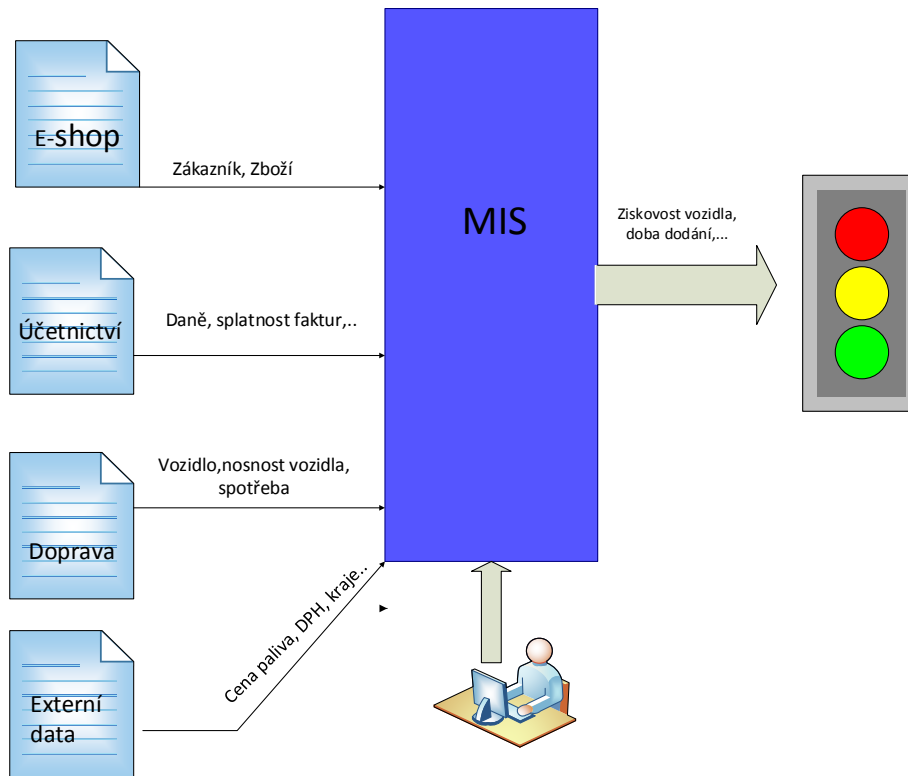 E-shop
Zákazník, Zboží
MIS
Ziskovost vozidla,
doba dodání,...
Účetnictví
Daně, splatnost faktur,..
Doprava
Vozidlo,nosnost vozidla,
spotřeba
Externí
data
Cena paliva, DPH, kraje..